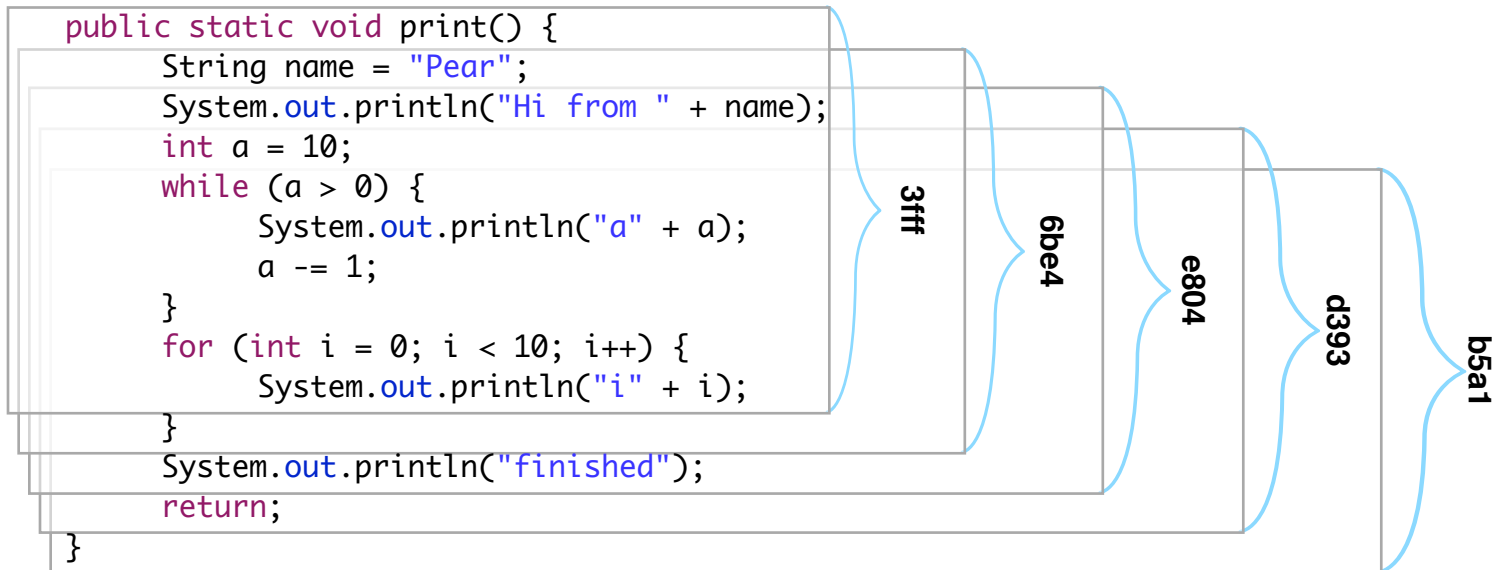 public static void print() {
String name = "Pear";
System.out.println("Hi from " + name);
int a = 10;
while (a > 0) {
System.out.println("a" + a);
a -= 1;
}
for (int i = 0; i < 10; i++) {
System.out.println("i" + i);
}
System.out.println("finished");
return;
}
3fff
6be4
e804
d393
b5a1